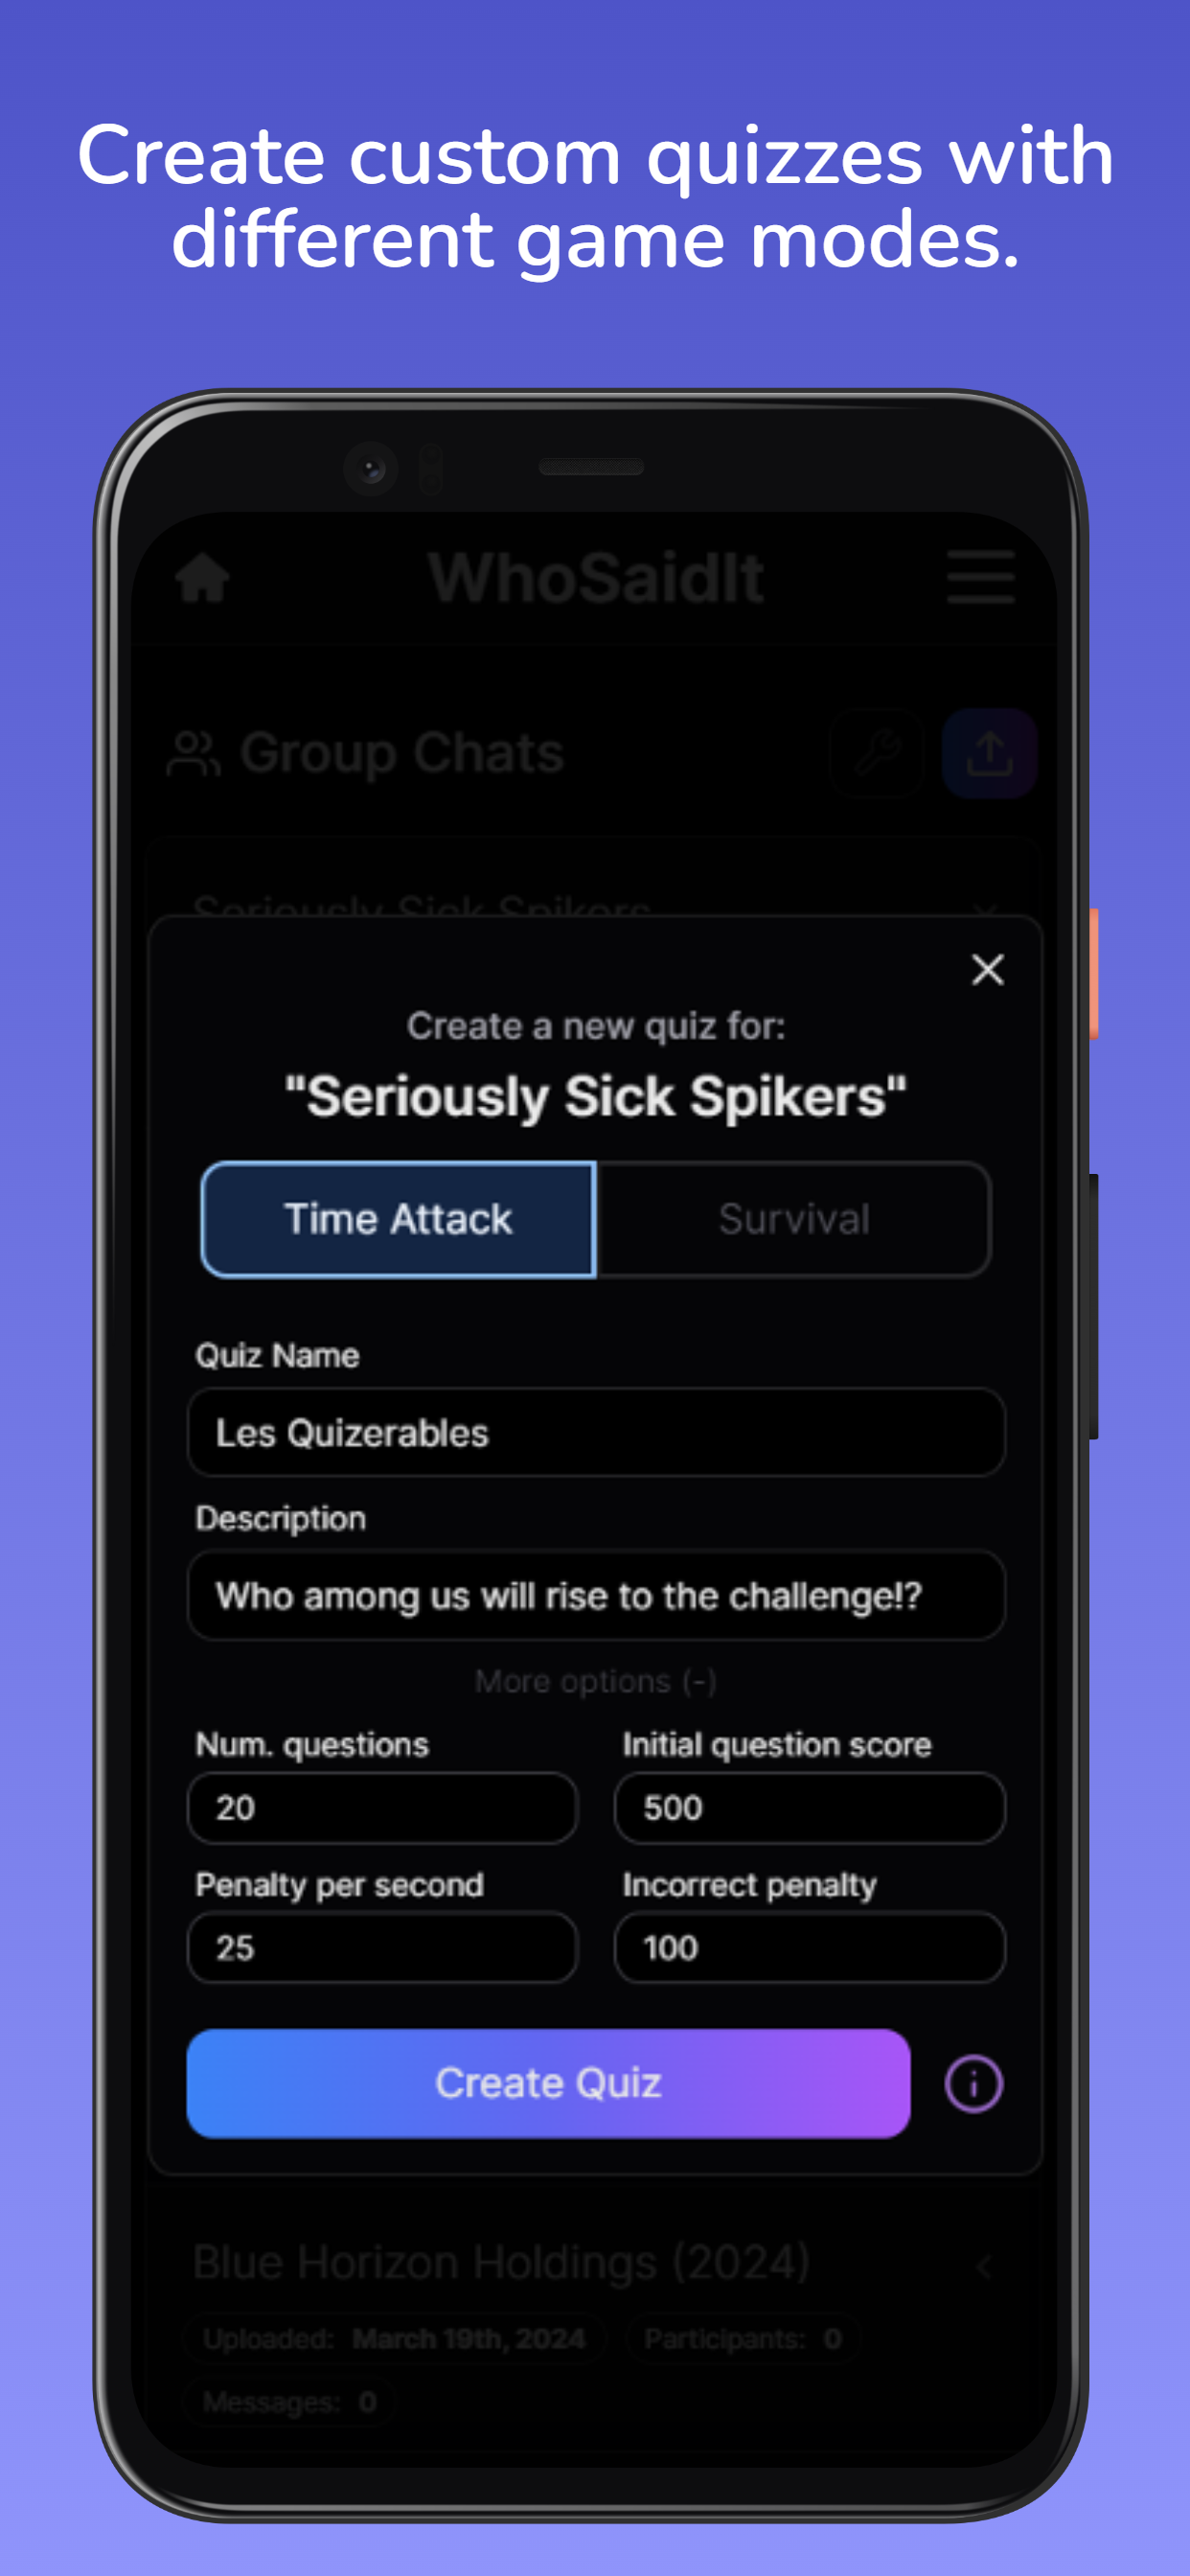 Create custom quizzes with
different game modes.
WhoSaidIt
Group Chats
Seriously Sick Spikers
Create a new quiz for:
"Seriously Sick Spikers"
Time Attack Survival
Quiz Name
Les Quizerables
Description
Who among us will rise to the challenge!?
More options (-)
Num. questions Initial question score
20 500
Penalty per second Incorrect penalty
25 100
Create Quiz
Blue Horizon Holdings (2024)
Uploaded: March 19th, 2024 Participants: 0
Messages: 0